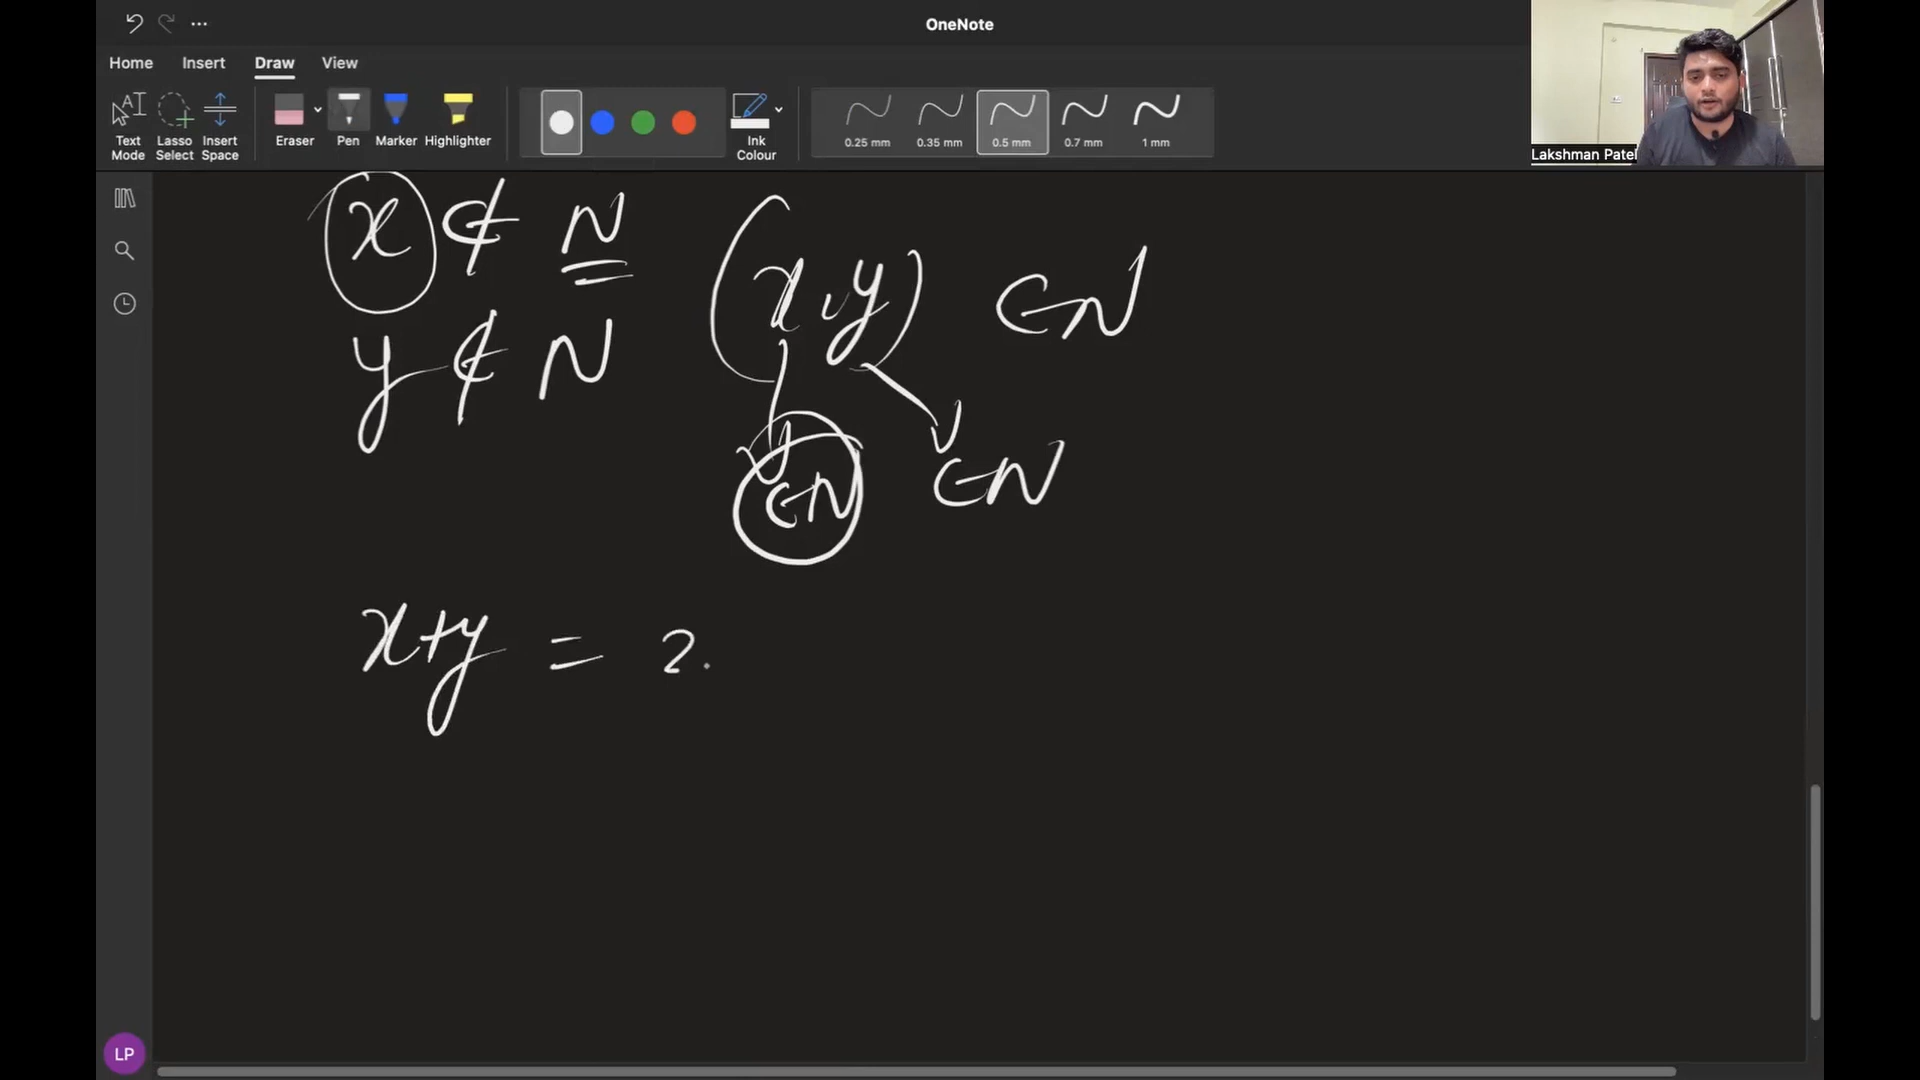 OneNote
Home Insert Draw View
Text Mode
Lasso Select
Insert Space
Eraser
Pen
Marker
Highlighter
Ink Colour
0.25 mm
0.35 mm
0.5 mm
0.7 mm
1 mm
Lakshman Patel
x ∉ N
(x, y) ∈ N
y ∉ N
∈ N ∈ N
x+y = 2.
LP